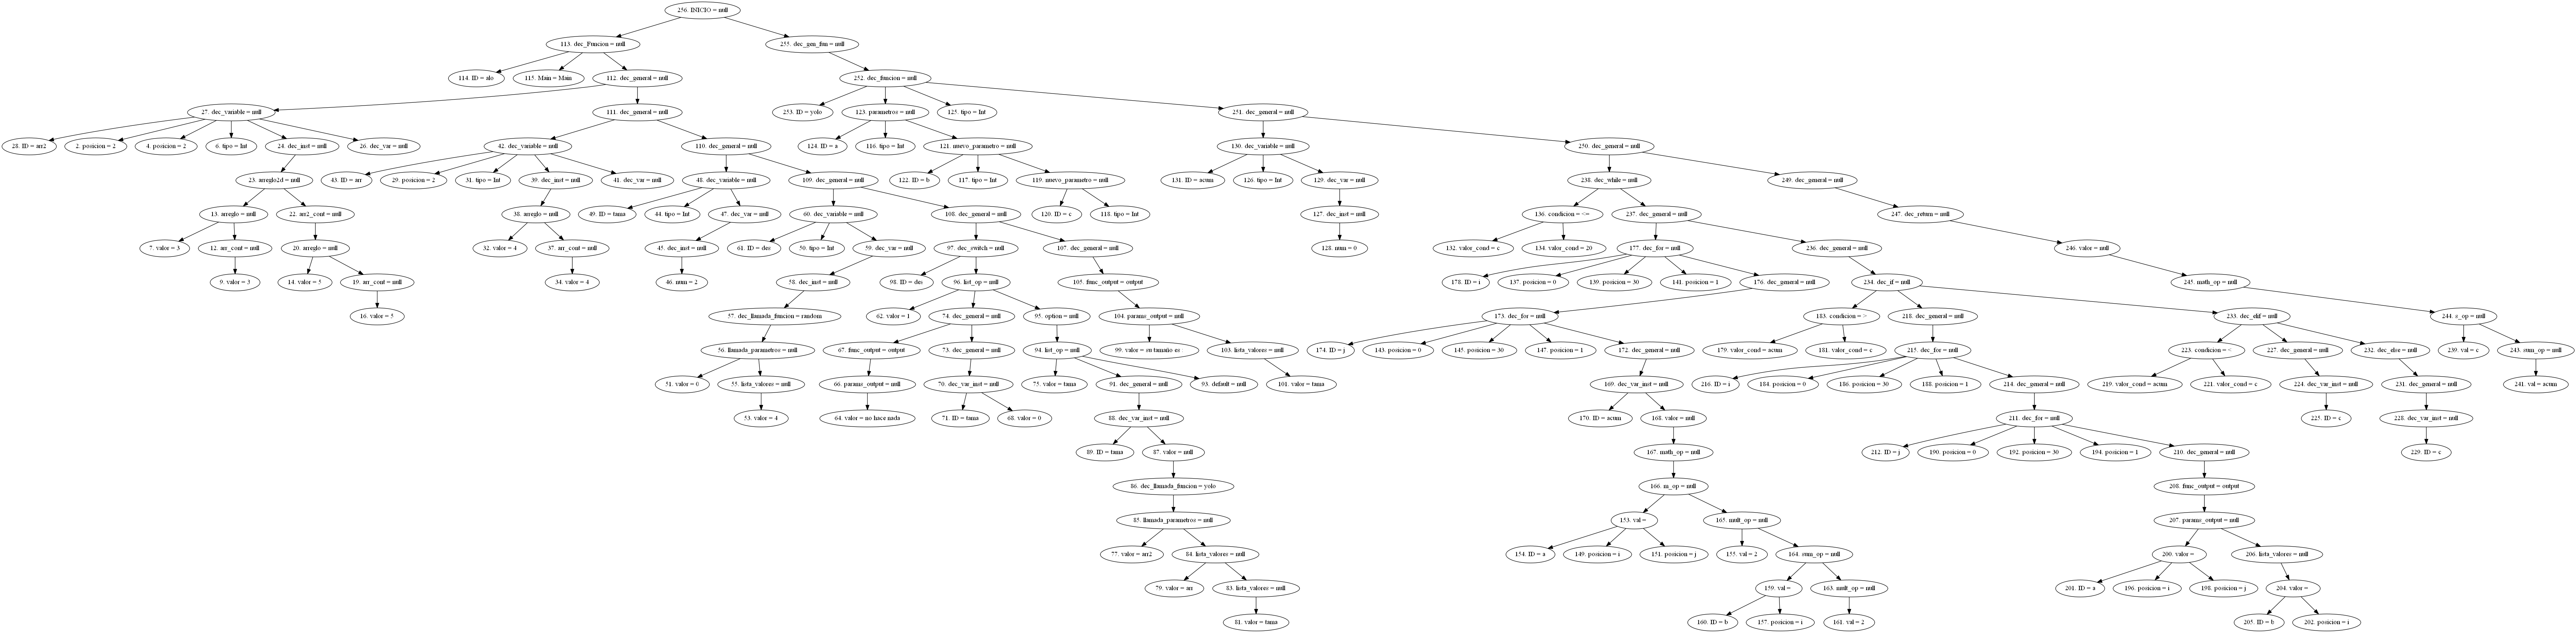 256. INICIO = null
113. dec_Funcion = null
255. dec_gen_fun = null
114. ID = alo
115. Main = Main
112. dec_general = null
252. dec_funcion = null
27. dec_variable = null
111. dec_general = null
253. ID = yolo
123. parametros = null
125. tipo = Int
251. dec_general = null
28. ID = arr2
2. posicion = 2
4. posicion = 2
6. tipo = Int
24. dec_inst = null
26. dec_var = null
42. dec_variable = null
110. dec_general = null
124. ID = a
116. tipo = Int
121. nuevo_parametro = null
130. dec_variable = null
250. dec_general = null
23. arreglo2d = null
43. ID = arr
29. posicion = 2
31. tipo = Int
39. dec_inst = null
41. dec_var = null
48. dec_variable = null
109. dec_general = null
122. ID = b
117. tipo = Int
119. nuevo_parametro = null
131. ID = acum
126. tipo = Int
129. dec_var = null
238. dec_while = null
249. dec_general = null
13. arreglo = null
22. arr2_cont = null
38. arreglo = null
49. ID = tama
44. tipo = Int
47. dec_var = null
60. dec_variable = null
108. dec_general = null
120. ID = c
118. tipo = Int
127. dec_inst = null
136. condicion = <=
237. dec_general = null
247. dec_return = null
7. valor = 3
12. arr_cont = null
20. arreglo = null
32. valor = 4
37. arr_cont = null
45. dec_inst = null
61. ID = des
50. tipo = Int
59. dec_var = null
97. dec_switch = null
107. dec_general = null
128. num = 0
132. valor_cond = c
134. valor_cond = 20
177. dec_for = null
236. dec_general = null
246. valor = null
9. valor = 3
14. valor = 5
19. arr_cont = null
34. valor = 4
46. num = 2
58. dec_inst = null
98. ID = des
96. list_op = null
105. func_output = output
178. ID = i
137. posicion = 0
139. posicion = 30
141. posicion = 1
176. dec_general = null
234. dec_if = null
245. math_op = null
16. valor = 5
57. dec_llamada_funcion = random
62. valor = 1
74. dec_general = null
95. option = null
104. params_output = null
173. dec_for = null
183. condicion = >
218. dec_general = null
233. dec_elif = null
244. s_op = null
56. llamada_parametros = null
67. func_output = output
73. dec_general = null
94. list_op = null
99. valor = su tamaño es
103. lista_valores = null
174. ID = j
143. posicion = 0
145. posicion = 30
147. posicion = 1
172. dec_general = null
179. valor_cond = acum
181. valor_cond = c
215. dec_for = null
223. condicion = <
227. dec_general = null
232. dec_else = null
239. val = c
243. sum_op = null
51. valor = 0
55. lista_valores = null
66. params_output = null
70. dec_var_inst = null
75. valor = tama
91. dec_general = null
93. default = null
101. valor = tama
169. dec_var_inst = null
216. ID = i
184. posicion = 0
186. posicion = 30
188. posicion = 1
214. dec_general = null
219. valor_cond = acum
221. valor_cond = c
224. dec_var_inst = null
231. dec_general = null
241. val = acum
53. valor = 4
64. valor = no hace nada
71. ID = tama
68. valor = 0
88. dec_var_inst = null
170. ID = acum
168. valor = null
211. dec_for = null
225. ID = c
228. dec_var_inst = null
89. ID = tama
87. valor = null
167. math_op = null
212. ID = j
190. posicion = 0
192. posicion = 30
194. posicion = 1
210. dec_general = null
229. ID = c
86. dec_llamada_funcion = yolo
166. m_op = null
208. func_output = output
85. llamada_parametros = null
153. val =
165. mult_op = null
207. params_output = null
77. valor = arr2
84. lista_valores = null
154. ID = a
149. posicion = i
151. posicion = j
155. val = 2
164. sum_op = null
200. valor =
206. lista_valores = null
79. valor = arr
83. lista_valores = null
159. val =
163. mult_op = null
201. ID = a
196. posicion = i
198. posicion = j
204. valor =
81. valor = tama
160. ID = b
157. posicion = i
161. val = 2
205. ID = b
202. posicion = i